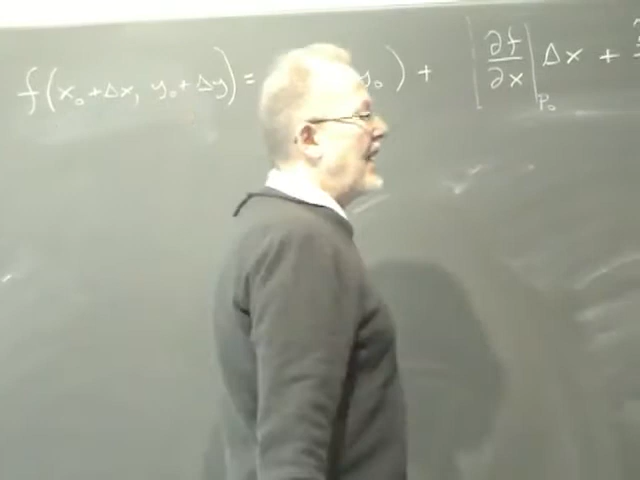 f(x₀+Δx, y₀+Δy) = y₀) + [∂f/∂x|P₀ Δx +